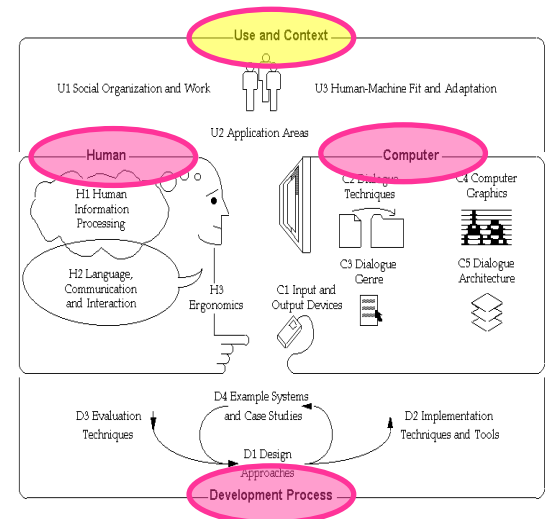 Use and Context
U1 Social Organization and Work
U3 Human-Machine Fit and Adaptation
U2 Application Areas
Human
H1 Human
Information
Processing
H2 Language,
Communication
and Interaction
H3
Ergonomics
Computer
C2 Dialogue
Techniques
C4 Computer
Graphics
C3 Dialogue
Genre
C5 Dialogue
Architecture
C1 Input and
Output Devices
D3 Evaluation
Techniques
D4 Example Systems
and Case Studies
D2 Implementation
Techniques and Tools
D1 Design
Approaches
Development Process